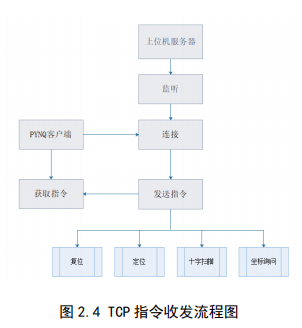 上位机服务器
监听
PYNQ客户端
连接
获取指令
发送指令
复位
定位
十字扫描
坐标询问
图 2.4 TCP 指令收发流程图